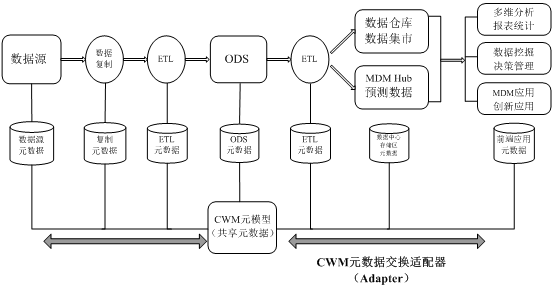 数据源
数据
复制
ETL
ODS
ETL
数据仓库
数据集市
MDM Hub
预测数据
多维分析
报表统计
数据挖掘
决策管理
MDM应用
创新应用
数据源
元数据
复制
元数据
ETL
元数据
ODS
元数据
ETL
元数据
数据中心
存储区
元数据
前端应用
元数据
CWM元模型
(共享元数据)
CWM元数据交换适配器
(Adapter)